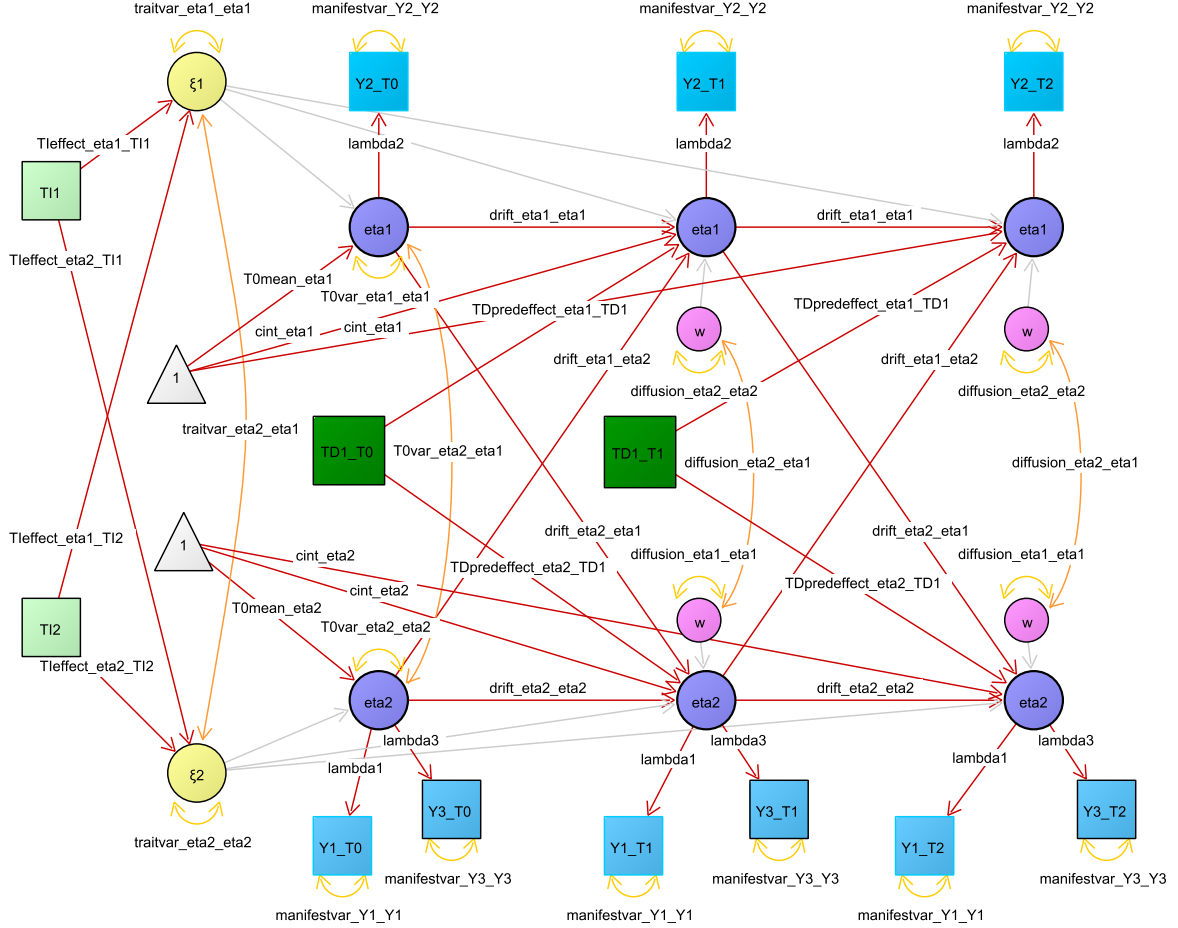 traitvar_eta1_eta1
manifestvar_Y2_Y2
manifestvar_Y2_Y2
manifestvar_Y2_Y2
ξ1
Y2_T0
Y2_T1
Y2_T2
TIeffect_eta1_TI1
lambda2
lambda2
lambda2
TI1
eta1
drift_eta1_eta1
eta1
drift_eta1_eta1
eta1
TIeffect_eta2_TI1
T0mean_eta1
T0var_eta1_eta1
TDpredeffect_eta1_TD1
TDpredeffect_eta1_TD1
cint_eta1
cint_eta1
w
w
drift_eta1_eta2
drift_eta1_eta2
1
diffusion_eta2_eta2
diffusion_eta2_eta2
traitvar_eta2_eta1
TD1_T0
T0var_eta2_eta1
TD1_T1
diffusion_eta2_eta1
diffusion_eta2_eta1
TIeffect_eta1_TI2
1
drift_eta2_eta1
drift_eta2_eta1
cint_eta2
diffusion_eta1_eta1
diffusion_eta1_eta1
TDpredeffect_eta2_TD1
TDpredeffect_eta2_TD1
cint_eta2
T0mean_eta2
TI2
T0var_eta2_eta2
w
w
TIeffect_eta2_TI2
eta2
drift_eta2_eta2
eta2
drift_eta2_eta2
eta2
ξ2
lambda3
lambda1
lambda3
lambda1
lambda3
lambda1
Y3_T0
Y3_T1
Y3_T2
traitvar_eta2_eta2
Y1_T0
Y1_T1
Y1_T2
manifestvar_Y3_Y3
manifestvar_Y3_Y3
manifestvar_Y3_Y3
manifestvar_Y1_Y1
manifestvar_Y1_Y1
manifestvar_Y1_Y1